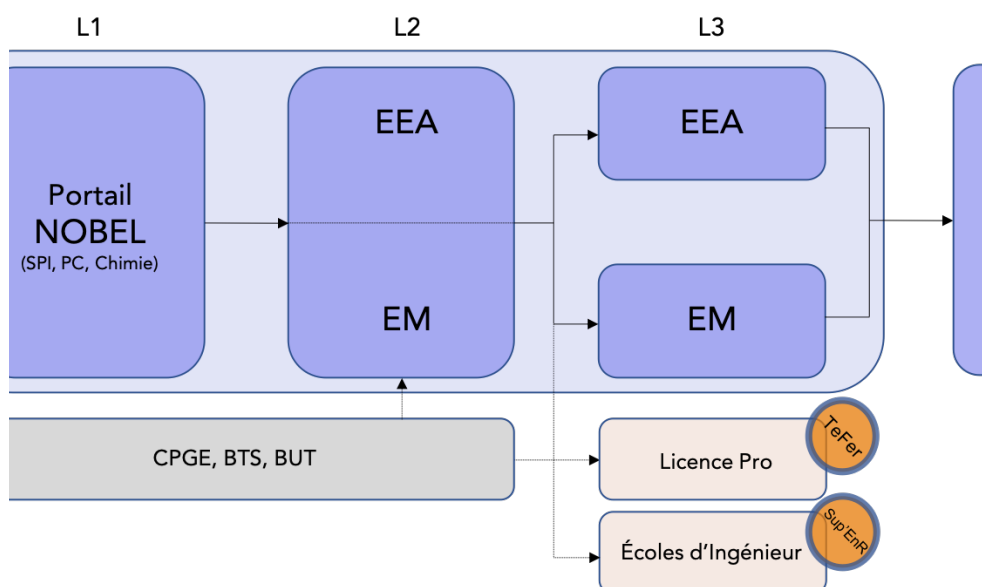 L1
L2
L3
Portail
NOBEL
(SPI, PC, Chimie)
EEA
EM
EEA
EM
CPGE, BTS, BUT
Licence Pro
TeFer
Écoles d’Ingénieur
Sup'EnR